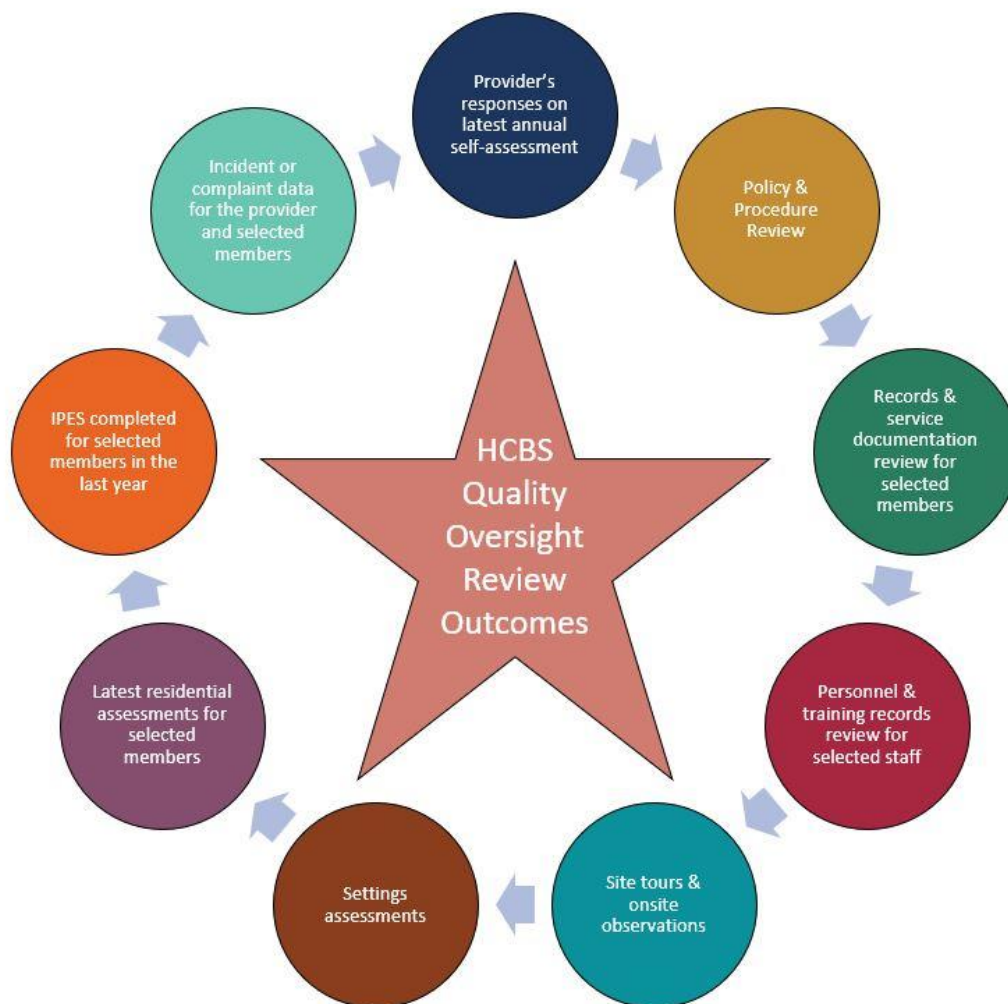 Provider's
responses on
latest annual
self-assessment
Policy &
Procedure
Review
Records &
service
documentation
review for
selected
members
Personnel &
training records
review for
selected staff
Site tours &
onsite
observations
Settings
assessments
Latest residential
assessments for
selected
members
IPES completed
for selected
members in the
last year
Incident or
complaint data
for the provider
and selected
members
HCBS
Quality
Oversight
Review
Outcomes